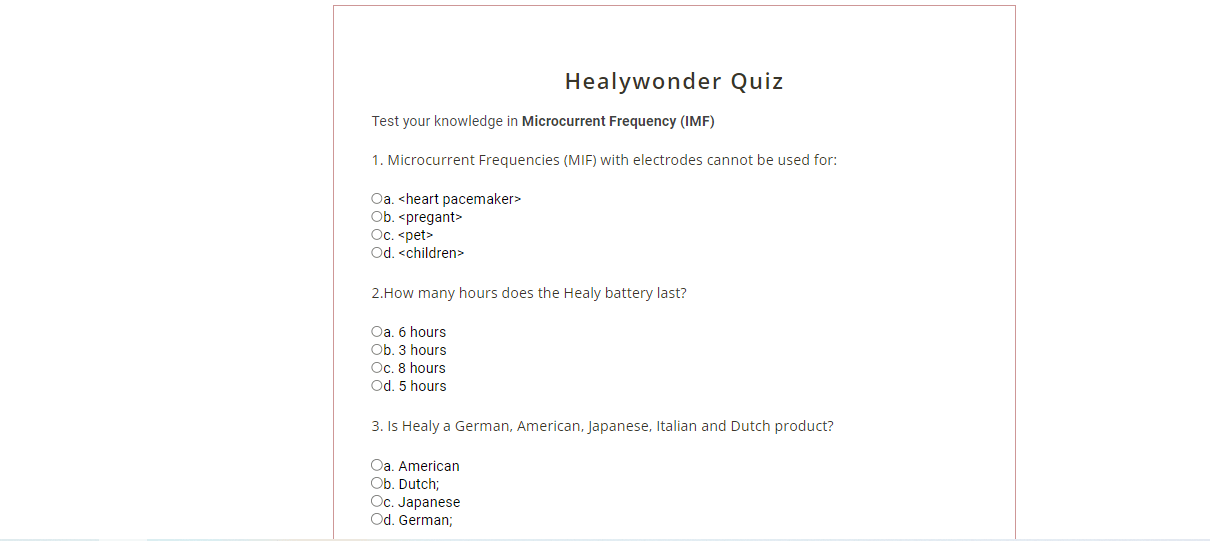 Healywonder Quiz
Test your knowledge in Microcurrent Frequency (IMF)
1. Microcurrent Frequencies (MIF) with electrodes cannot be used for:
a. <heart pacemaker>
b. <pregant>
c. <pet>
d. <children>
2.How many hours does the Healy battery last?
a. 6 hours
b. 3 hours
c. 8 hours
d. 5 hours
3. Is Healy a German, American, Japanese, Italian and Dutch product?
a. American
b. Dutch;
c. Japanese
d. German;